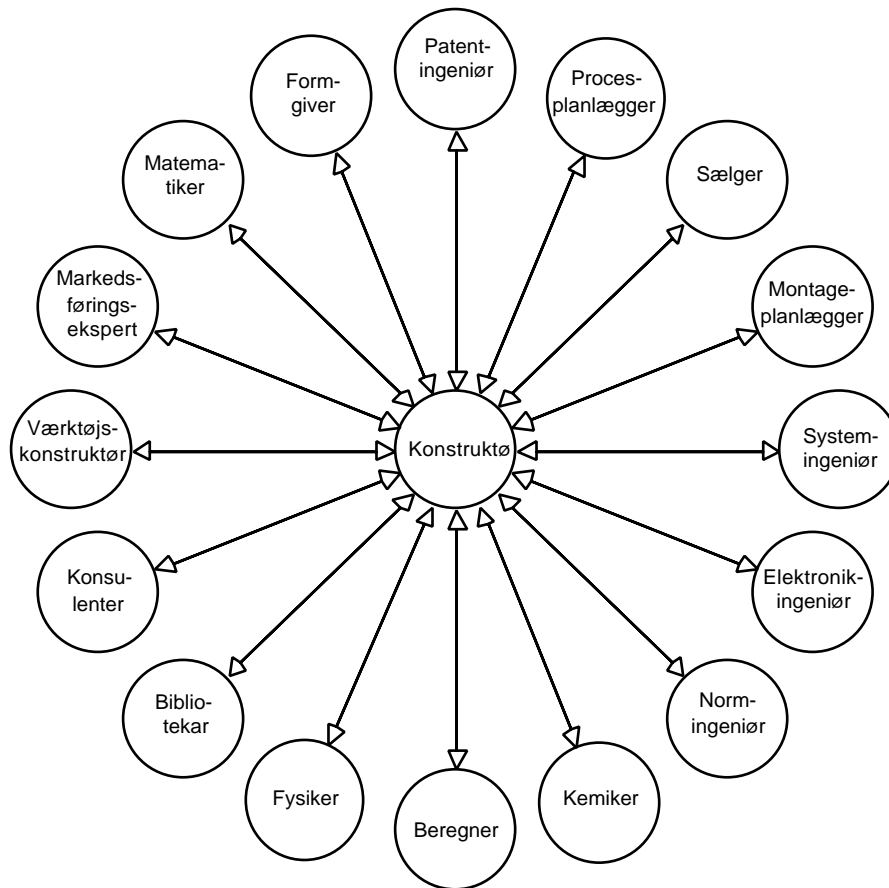 Patent-
ingeniør
Proces-
planlægger
Sælger
Montage-
planlægger
System-
ingeniør
Elektronik-
ingeniør
Norm-
ingeniør
Kemiker
Beregner
Fysiker
Biblio-
tekar
Konsu-
lenter
Værktøjs-
konstruktør
Markeds-
førings-
ekspert
Matema-
tiker
Form-
giver
Konstruktø